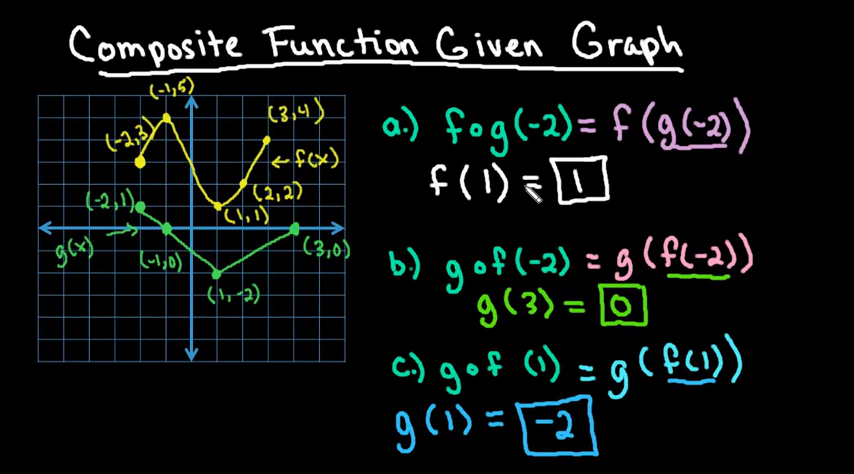 Composite Function Given Graph
(-1,5)
(-2,3)
(3,4)
← f(x)
(2,2)
(1,1)
(-2,1)
g(x) →
(-1,0)
(3,0)
(1,-2)
a.) f∘g(-2) = f(g(-2))
f(1) = 1
b.) g∘f(-2) = g(f(-2))
g(3) = 0
c.) g∘f (1) = g(f(1))
g(1) = -2